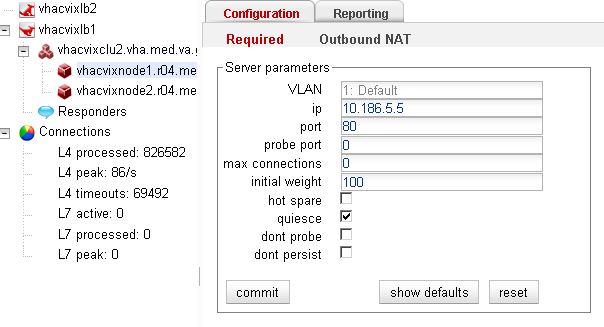 vhacvixlb2
vhacvixlb1
vhacvixclu2.vha.med.va.
vhacvixnode1.r04.me
vhacvixnode2.r04.me
Responders
Connections
L4 processed: 826582
L4 peak: 86/s
L4 timeouts: 69492
L7 active: 0
L7 processed: 0
L7 peak: 0
Configuration
Reporting
Required
Outbound NAT
Server parameters
VLAN 1: Default
ip 10.186.5.5
port 80
probe port 0
max connections 0
initial weight 100
hot spare
quiesce
dont probe
dont persist
commit
show defaults
reset